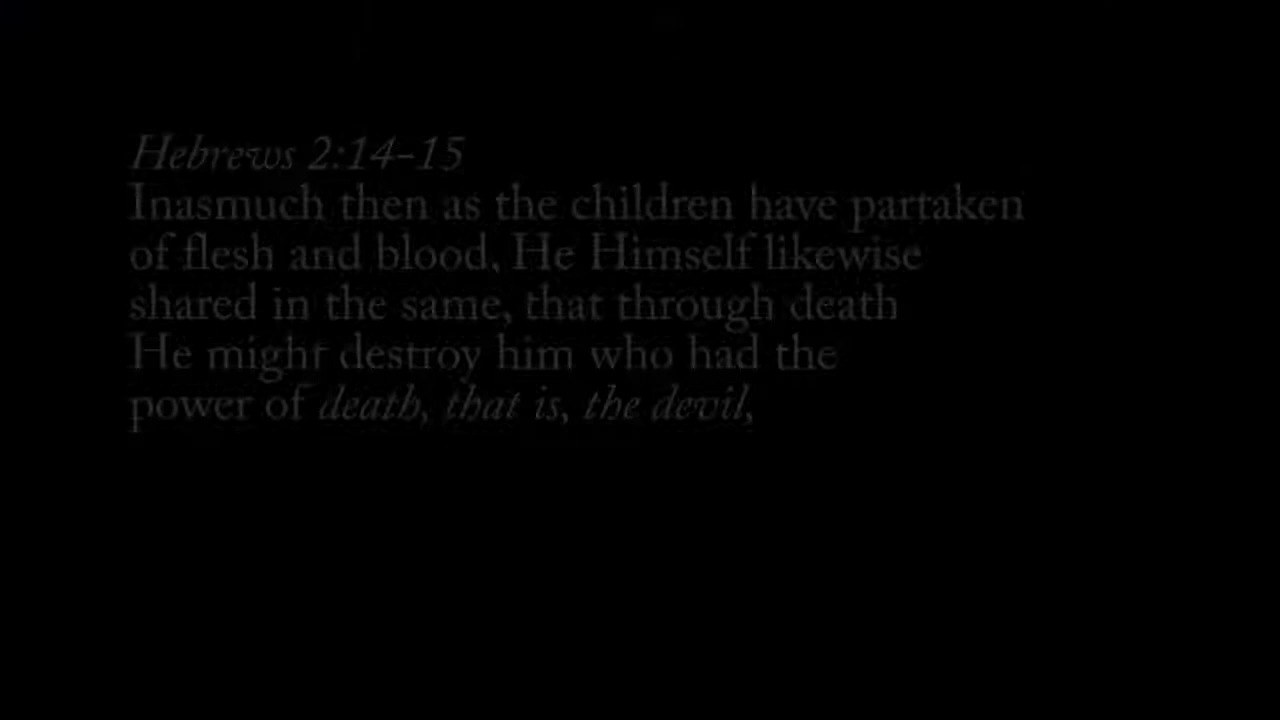 Hebrews 2:14–15
Inasmuch then as the children have partaken
of flesh and blood, He Himself likewise
shared in the same, that through death
He might destroy him who had the
power of death, that is, the devil,